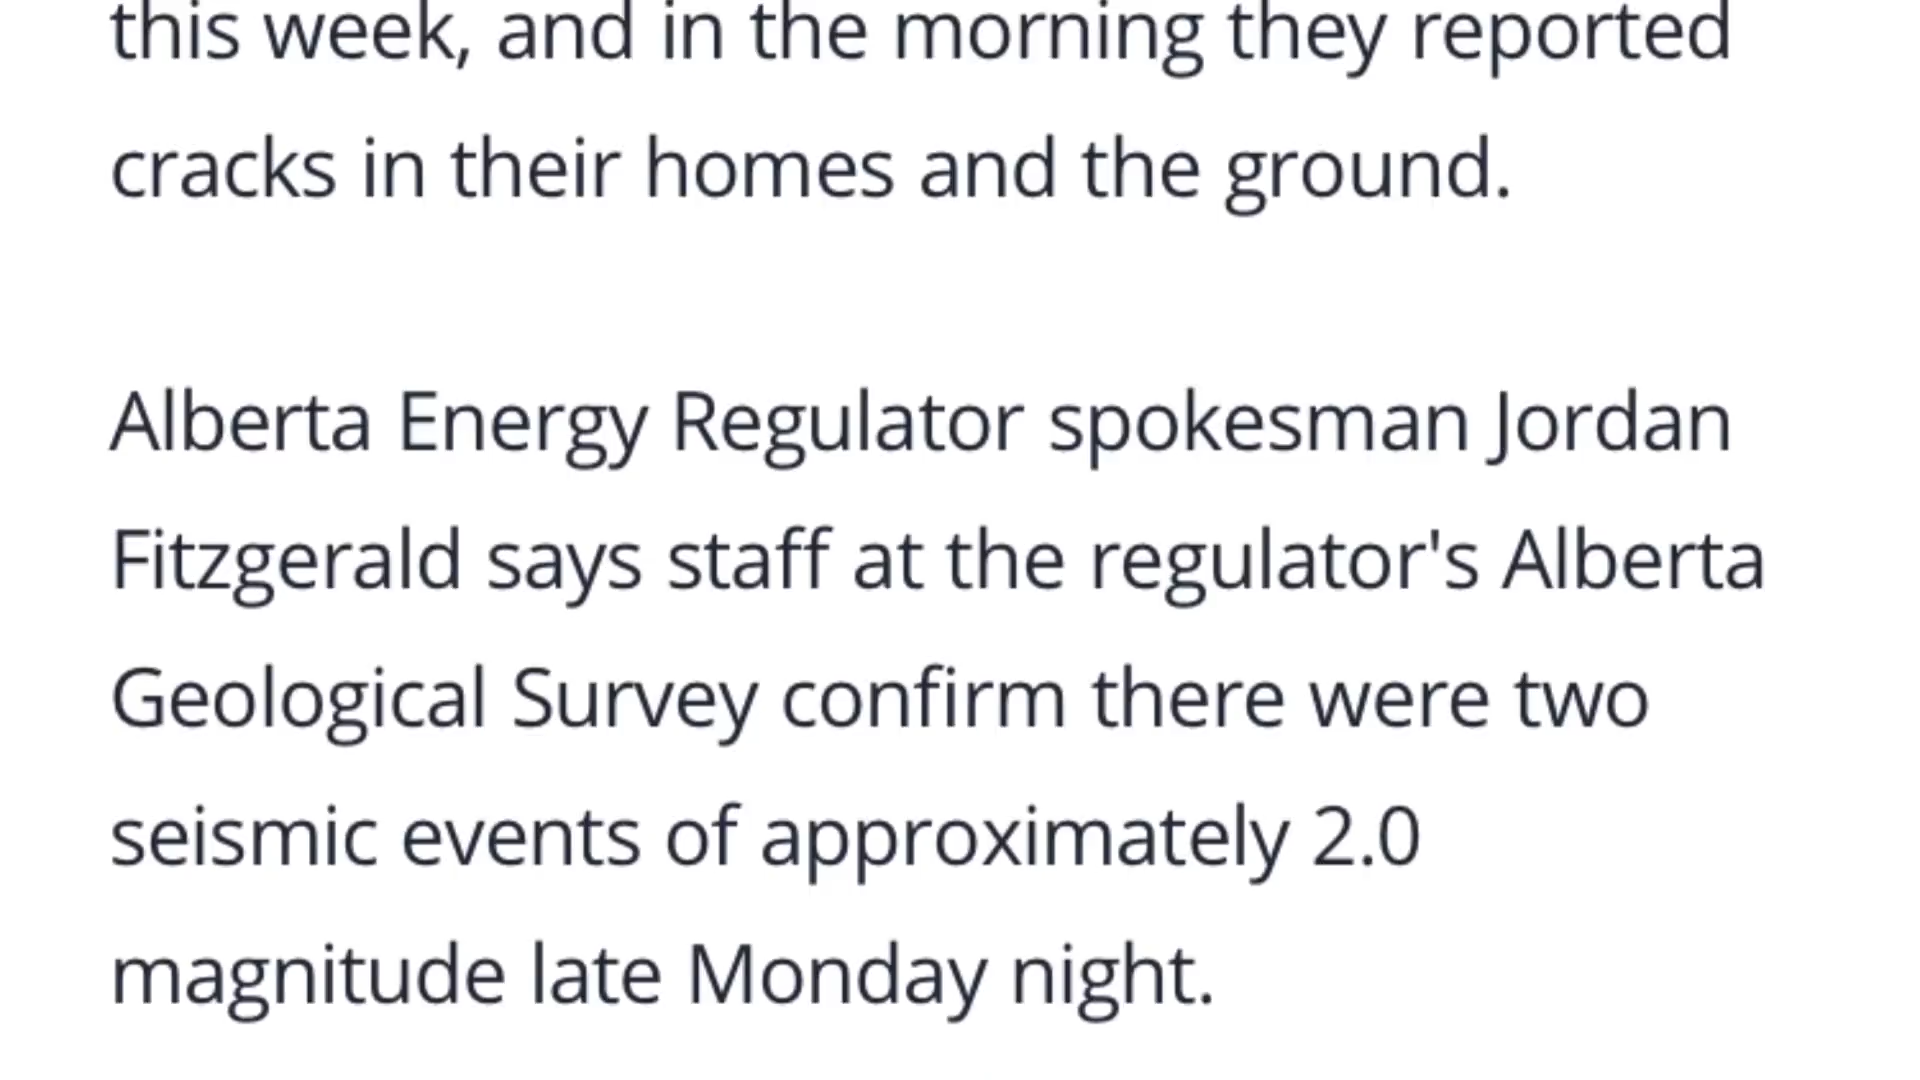 this week, and in the morning they reported
cracks in their homes and the ground.
Alberta Energy Regulator spokesman Jordan
Fitzgerald says staff at the regulator's Alberta
Geological Survey confirm there were two
seismic events of approximately 2.0
magnitude late Monday night.